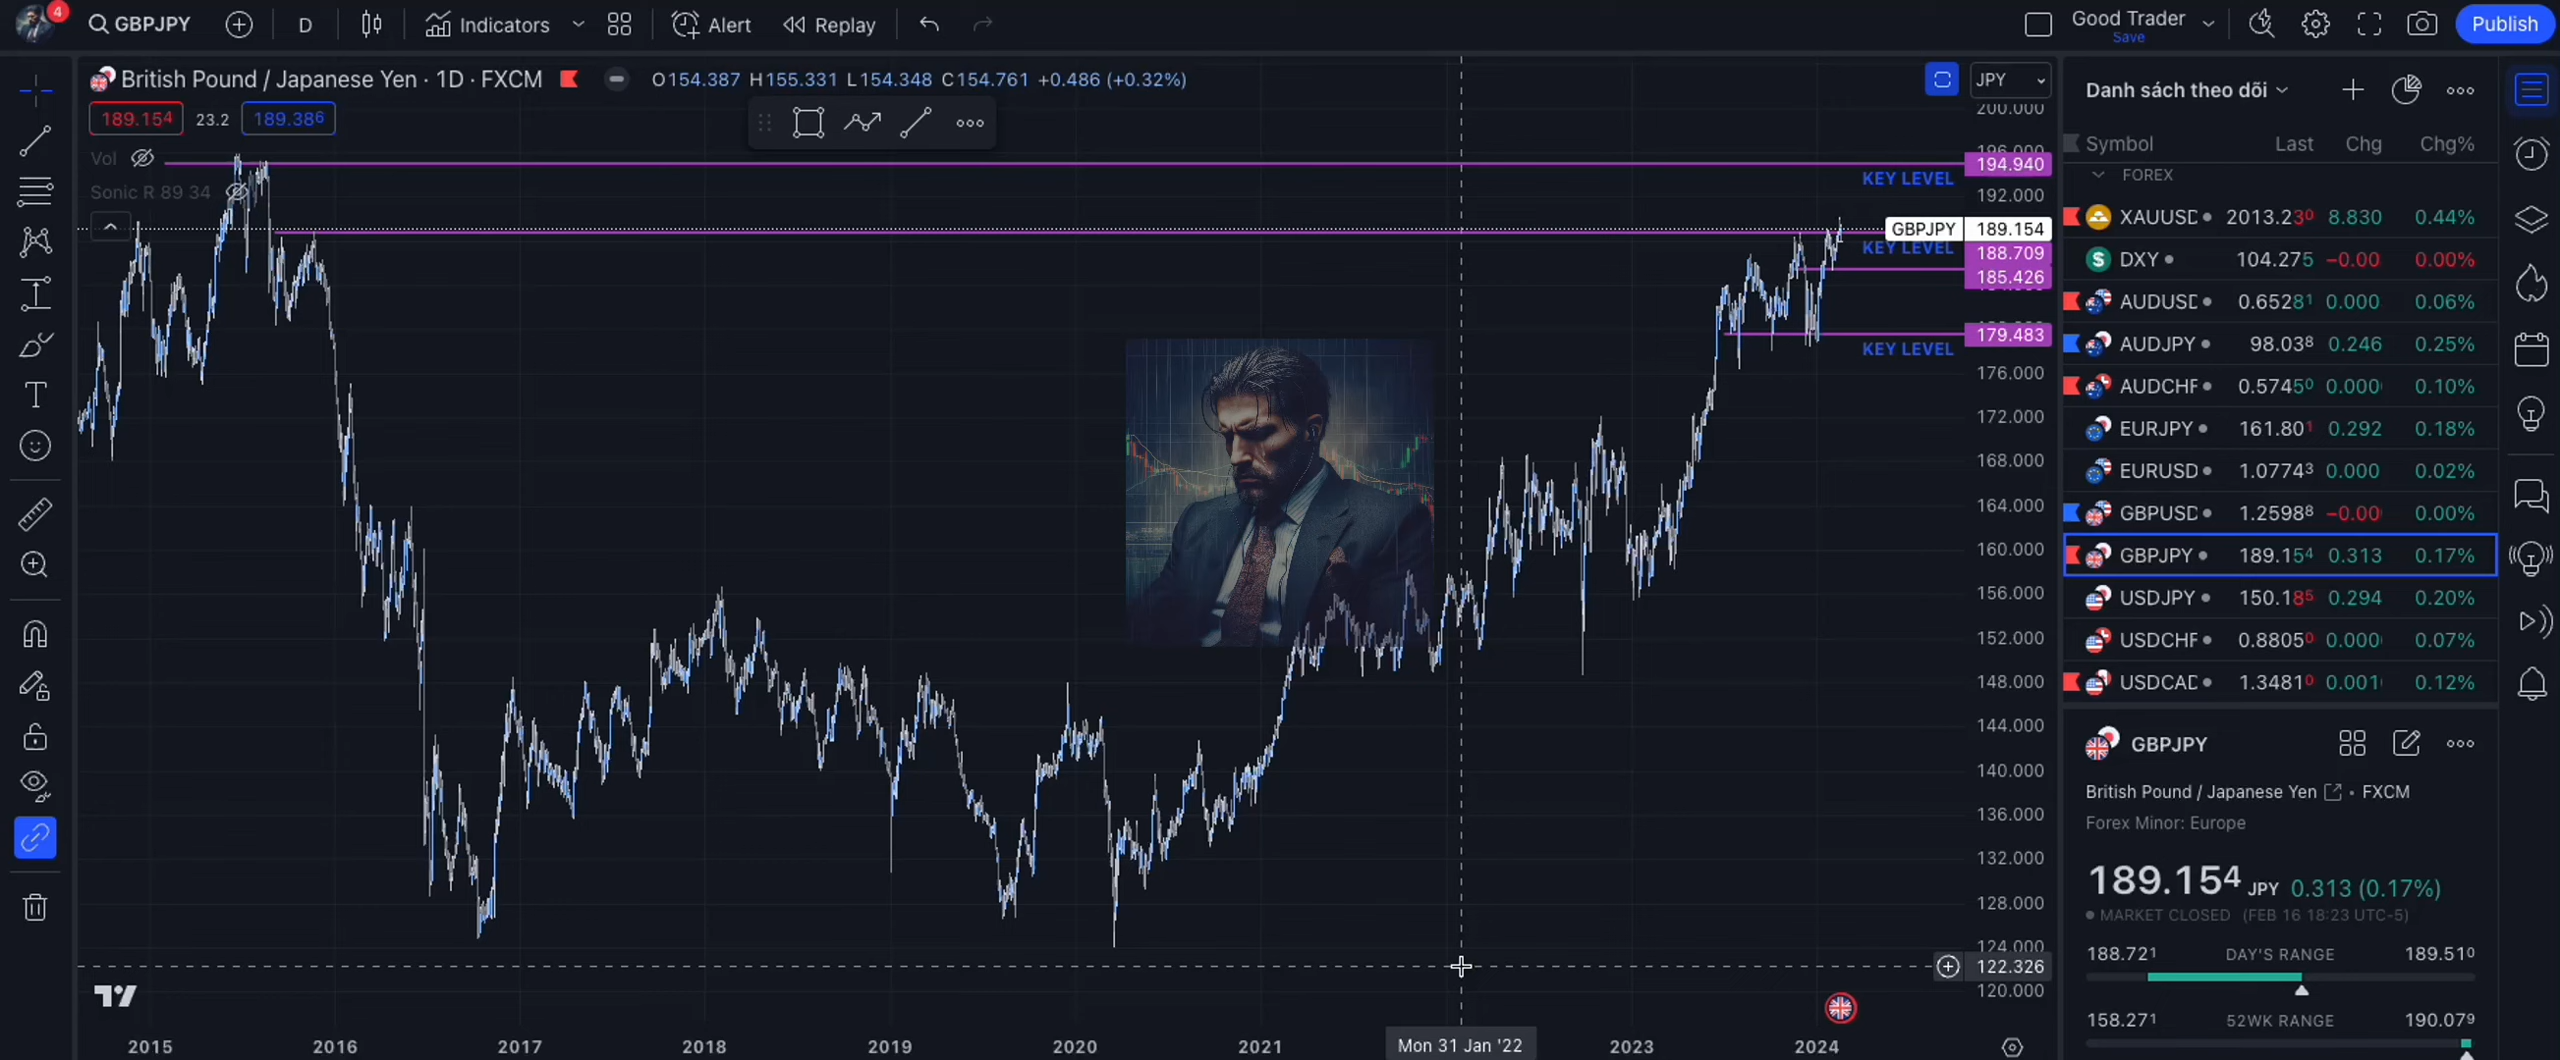 4 GBPJPY D Indicators Alert Replay Good Trader Save Publish
British Pound / Japanese Yen · 1D · FXCM O154.387 H155.331 L154.348 C154.761 +0.486 (+0.32%)
189.154 23.2 189.386
Vol
Sonic R 89 34
JPY
200.000
194.940
KEY LEVEL
192.000
GBPJPY 189.154
KEY LEVEL
188.709
185.426
179.483
KEY LEVEL
176.000
172.000
168.000
164.000
160.000
156.000
152.000
148.000
144.000
140.000
136.000
132.000
128.000
124.000
122.326
120.000
2015 2016 2017 2018 2019 2020 2021 Mon 31 Jan '22 2023 2024
Danh sách theo dõi
Symbol Last Chg Chg%
FOREX
XAUUSD 2013.230 8.830 0.44%
DXY 104.275 −0.00 0.00%
AUDUSD 0.65281 0.000 0.06%
AUDJPY 98.038 0.246 0.25%
AUDCHF 0.57450 0.000 0.10%
EURJPY 161.801 0.292 0.18%
EURUSD 1.07743 0.000 0.02%
GBPUSD 1.25988 −0.00 0.00%
GBPJPY 189.154 0.313 0.17%
USDJPY 150.185 0.294 0.20%
USDCHF 0.88050 0.000 0.07%
USDCAD 1.34810 0.001 0.12%
GBPJPY
British Pound / Japanese Yen • FXCM
Forex Minor: Europe
189.154 JPY 0.313 (0.17%)
MARKET CLOSED (FEB 16 18:23 UTC-5)
188.721 DAY'S RANGE 189.510
158.271 52WK RANGE 190.079